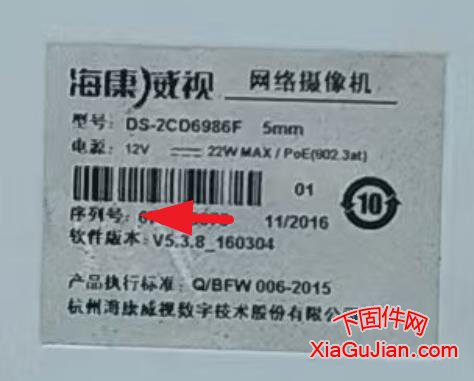 海康威视 网络摄像机
型号: DS-2CD6986F 5mm
电源: 12V 22W MAX / PoE(802.3at)
01
10
序列号: 11/2016
软件版本: V5.3.8_160304
产品执行标准: Q/BFW 006-2015
杭州海康威视数字技术股份有限公
下固件网
XiaGuJian.com